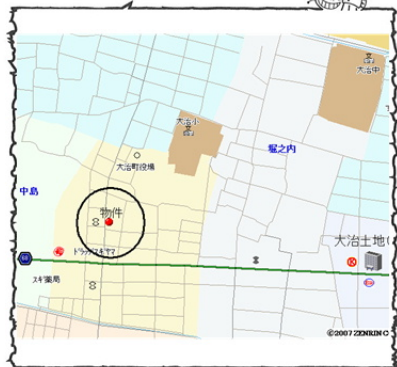 大治中
大治小
堀之内
大治町役場
中島
物件
大治土地(
ドラッグスギヤマ
スギ薬局
©2007 ZENRIN C